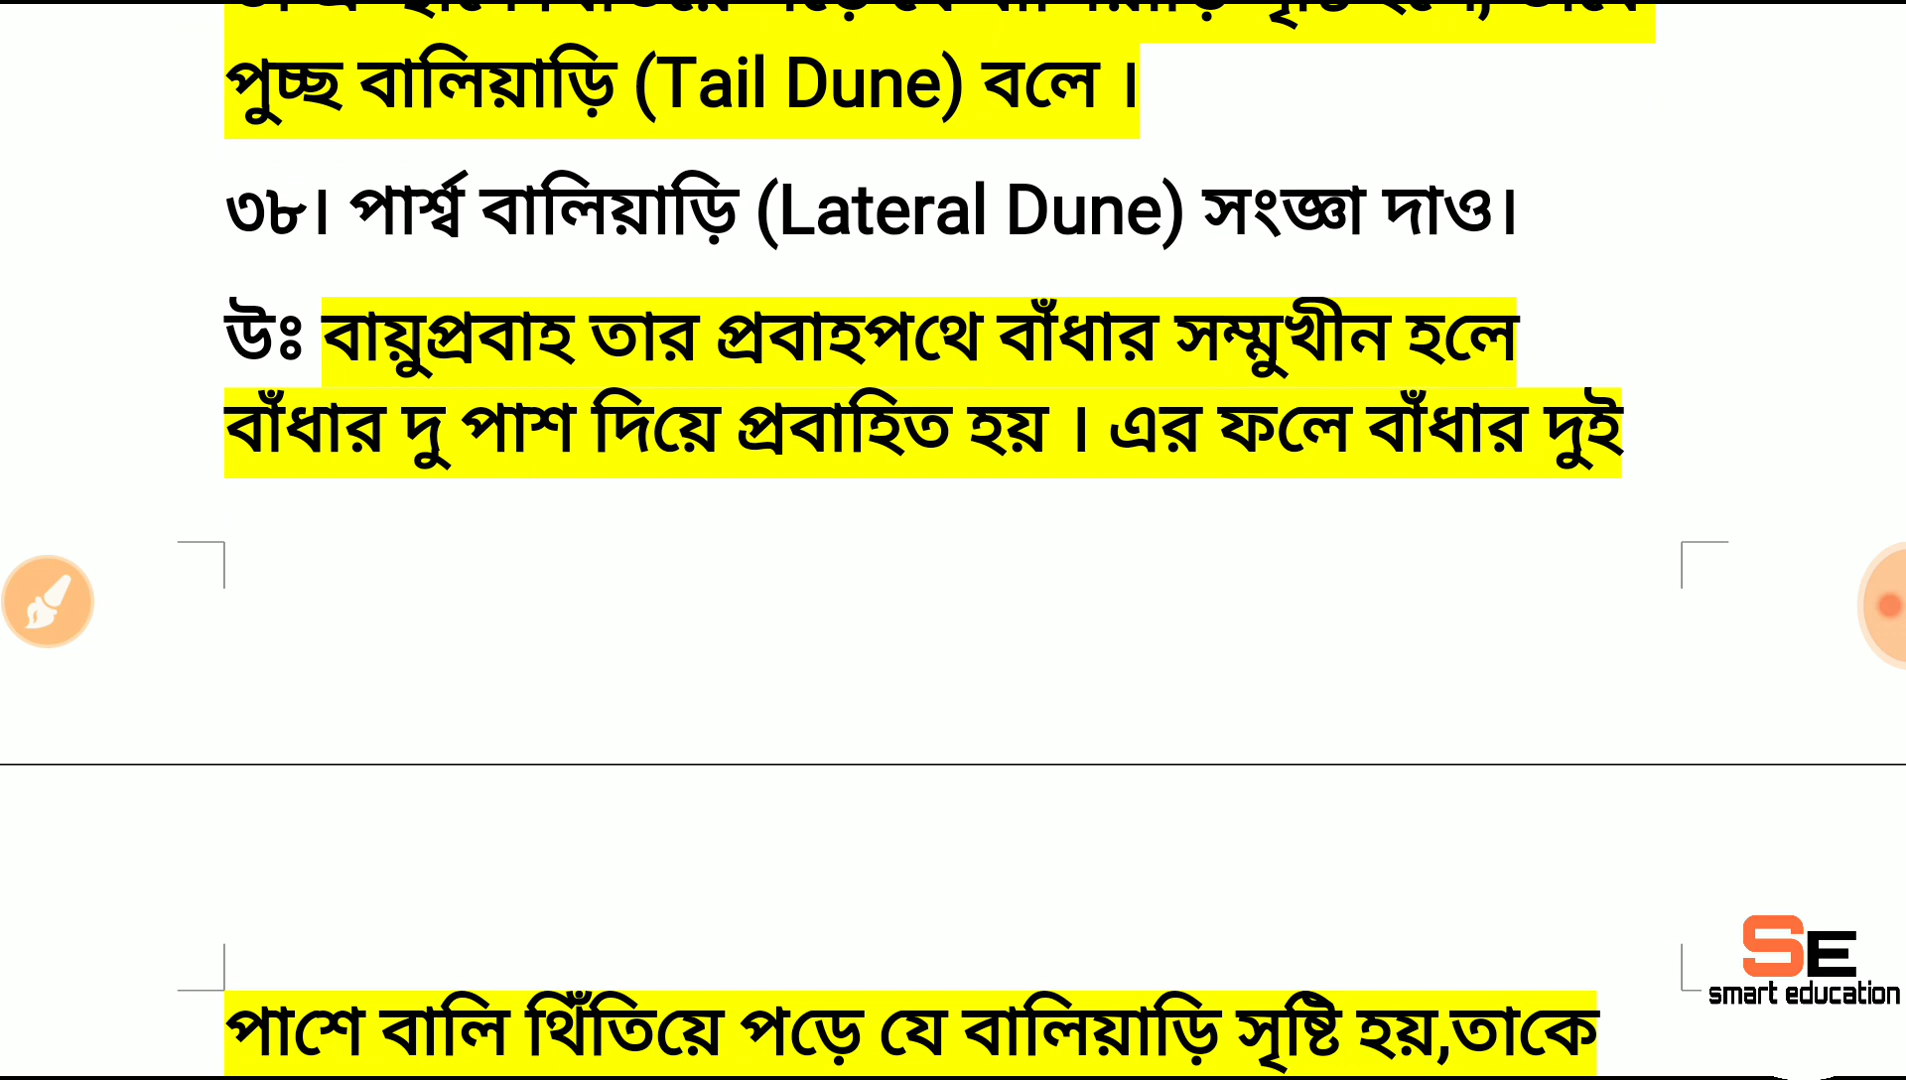 পুচ্ছ বালিয়াড়ি (Tail Dune) বলে ।
৩৮। পার্শ্ব বালিয়াড়ি (Lateral Dune) সংজ্ঞা দাও।
উঃ বায়ুপ্রবাহ তার প্রবাহপথে বাঁধার সম্মুখীন হলে
বাঁধার দু পাশ দিয়ে প্রবাহিত হয় । এর ফলে বাঁধার দুই
পাশে বালি থিঁতিয়ে পড়ে যে বালিয়াড়ি সৃষ্টি হয়,তাকে
SE
smart education